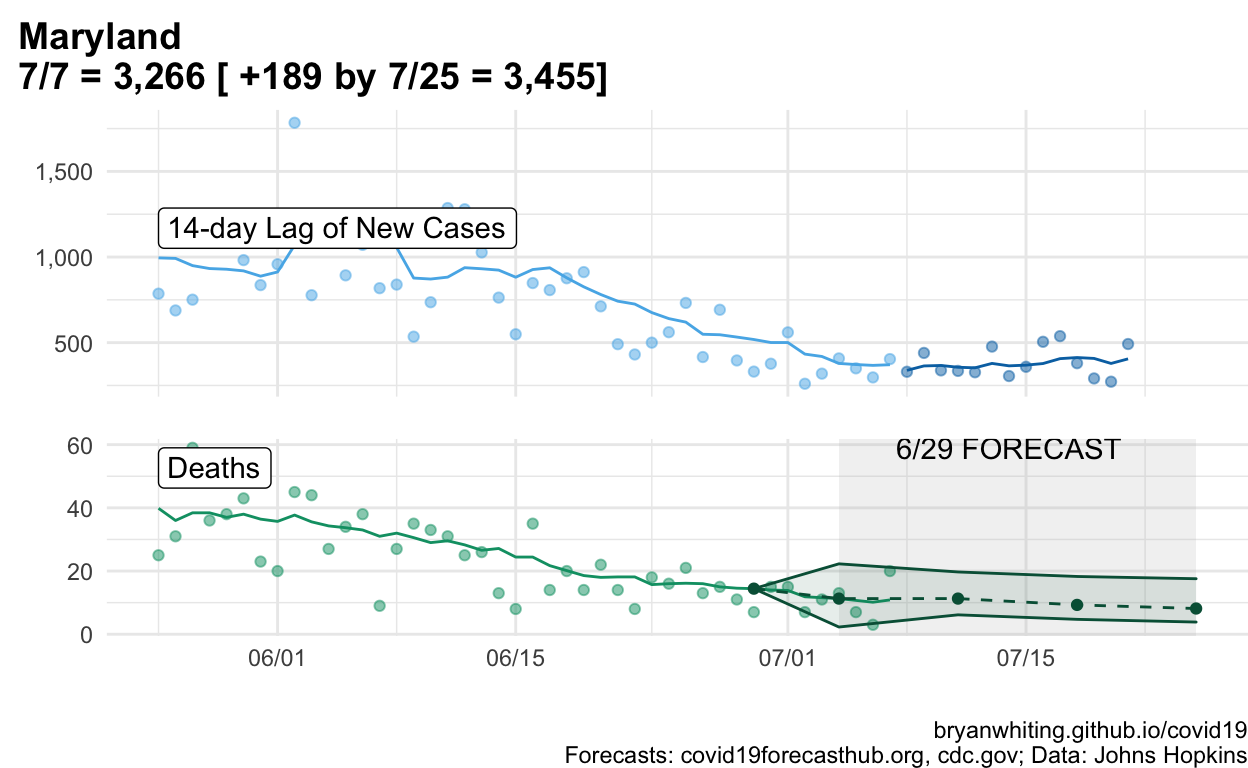 Maryland
7/7 = 3,266 [ +189 by 7/25 = 3,455]
1,500
14-day Lag of New Cases
1,000
500
60
6/29 FORECAST
Deaths
40
20
0
06/01 06/15 07/01 07/15
bryanwhiting.github.io/covid19
Forecasts: covid19forecasthub.org, cdc.gov; Data: Johns Hopkins